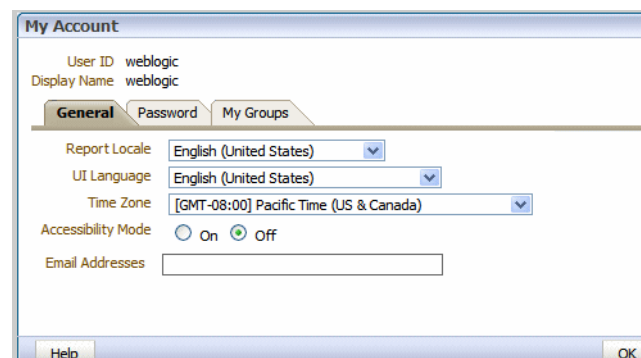 My Account
User ID weblogic
Display Name weblogic
General Password My Groups
Report Locale English (United States)
UI Language English (United States)
Time Zone [GMT-08:00] Pacific Time (US & Canada)
Accessibility Mode On Off
Email Addresses
Help OK